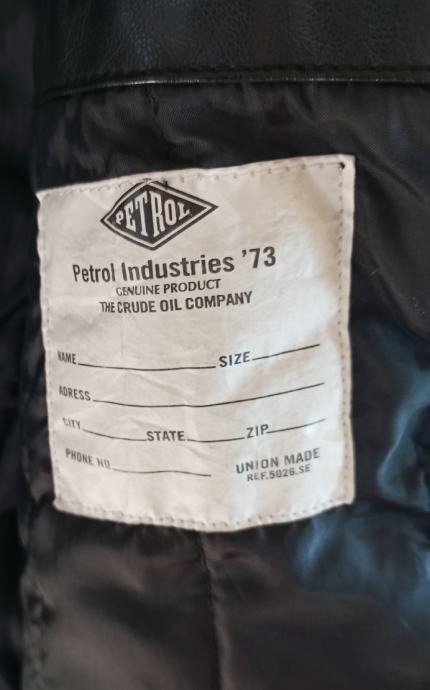 PETROL
Petrol Industries '73
GENUINE PRODUCT
THE CRUDE OIL COMPANY
NAME SIZE
ADRESS
CITY STATE ZIP
PHONE NO
UNION MADE
REF.5026.SE